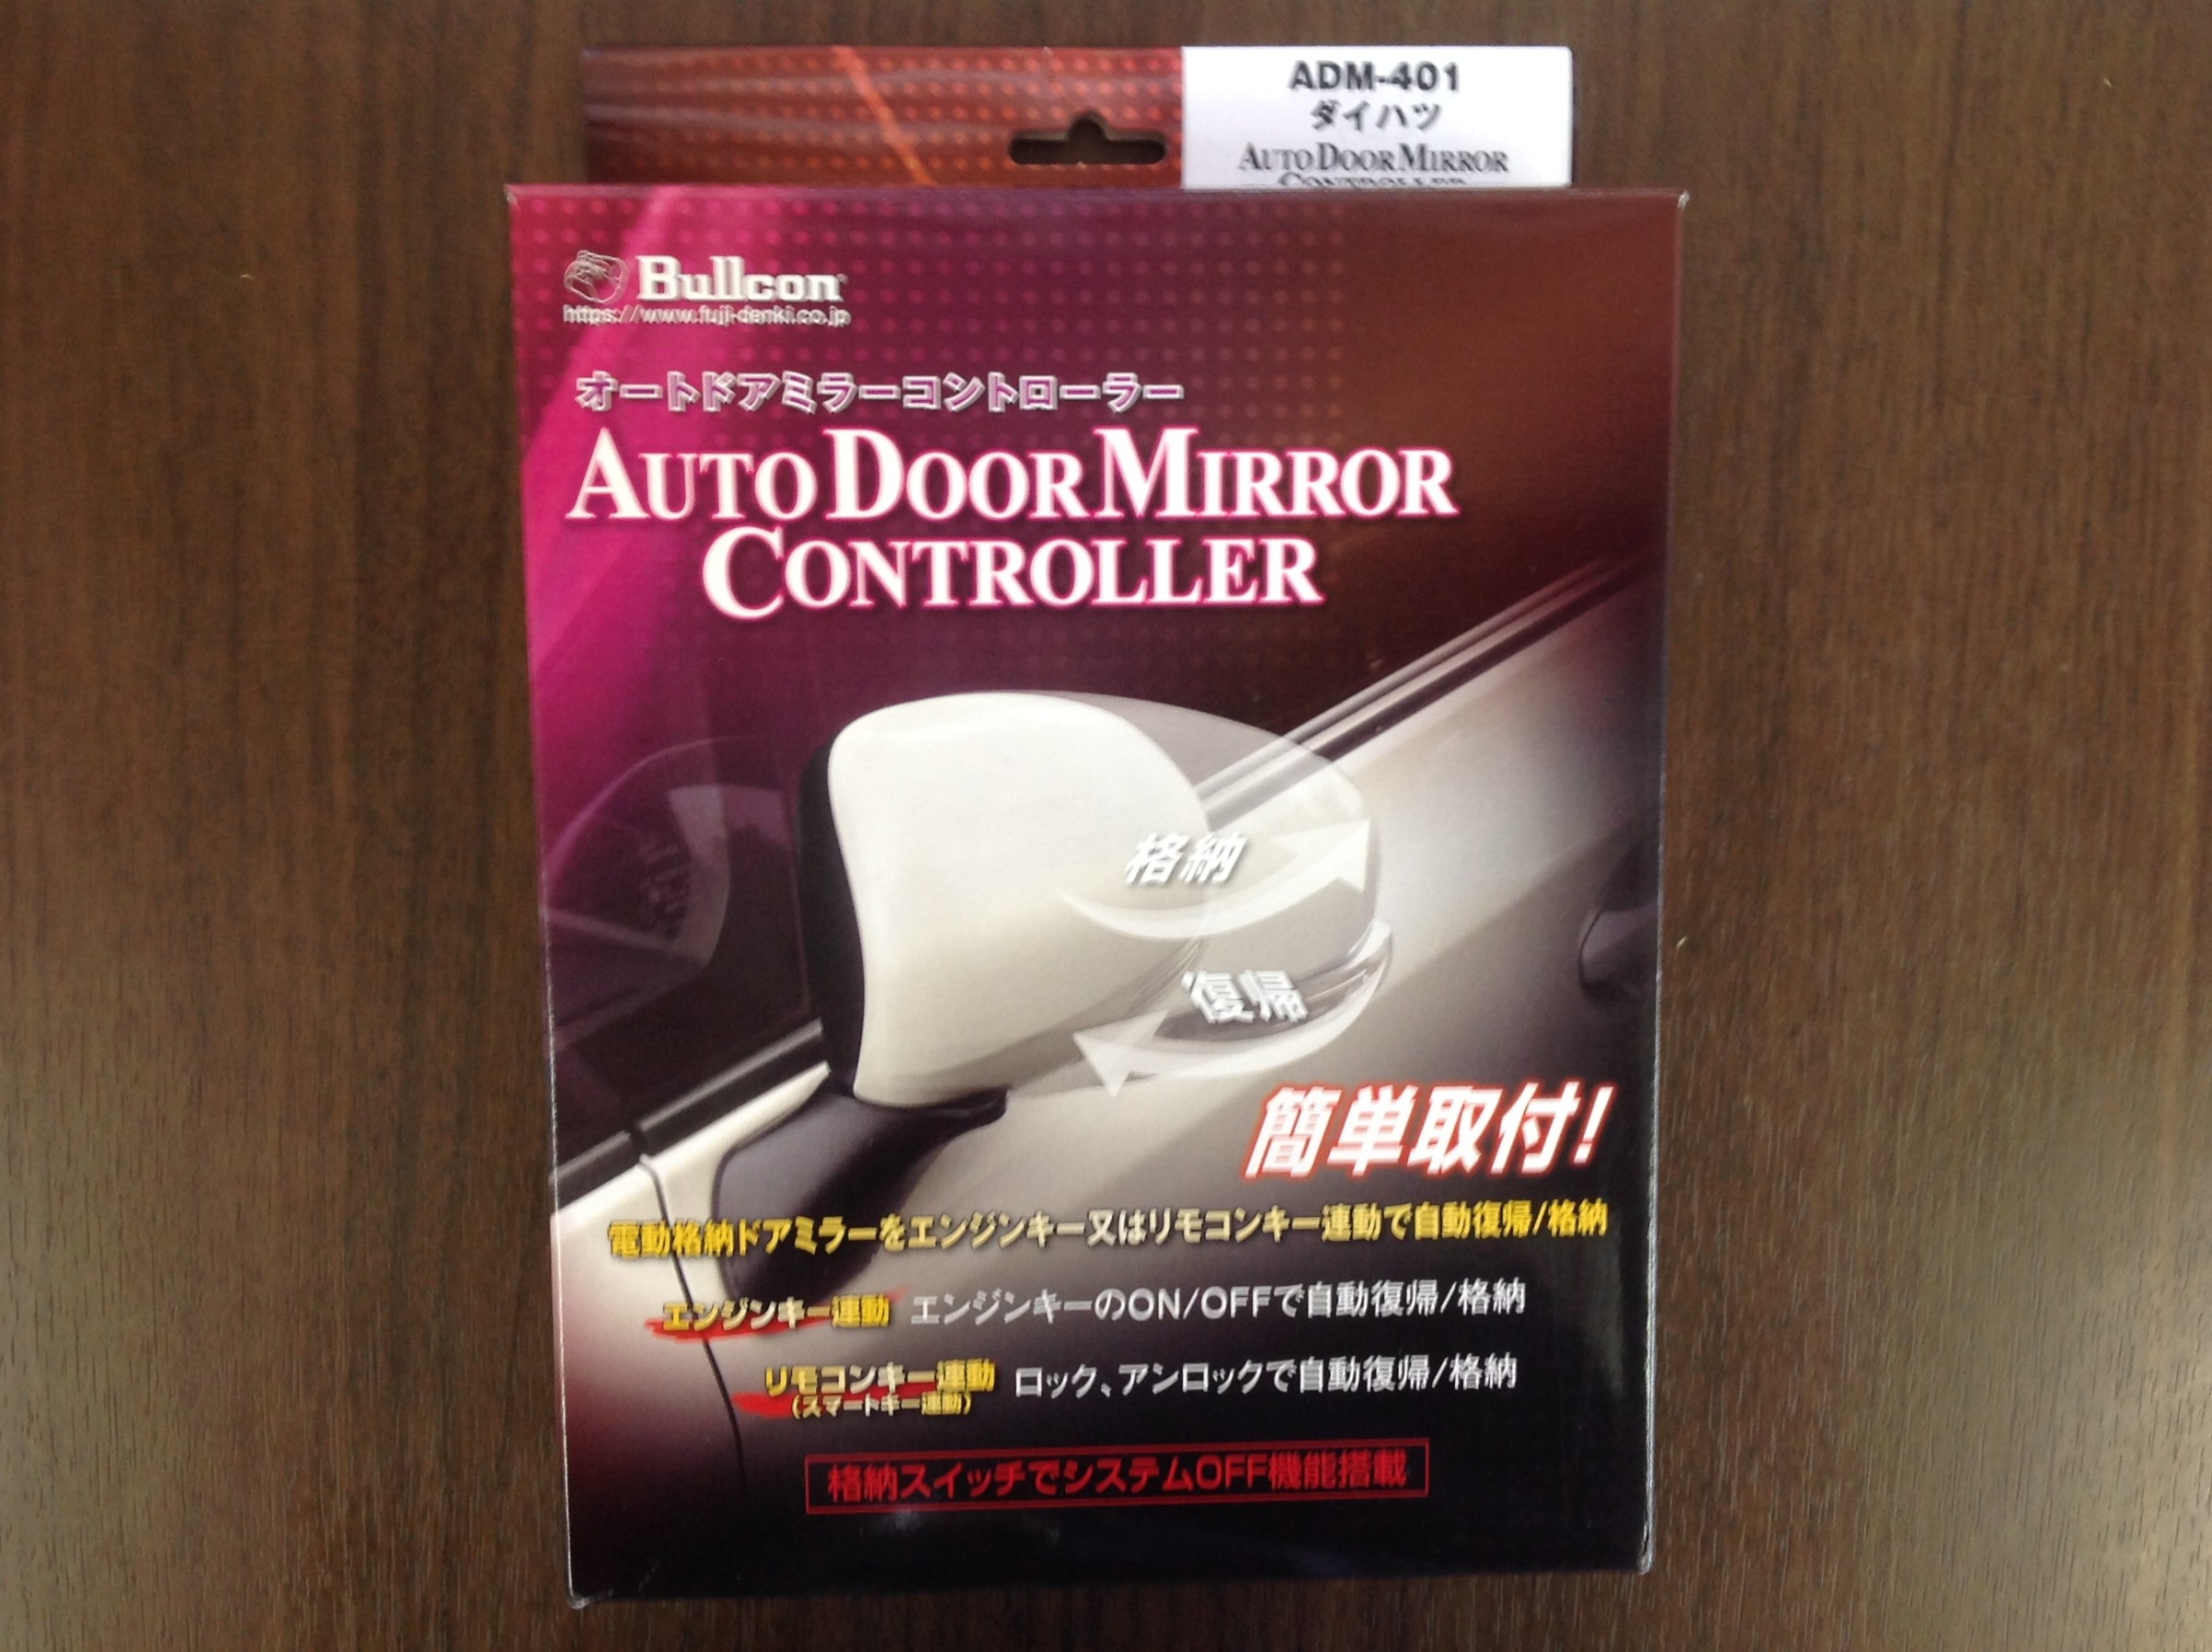 ADM-401
ダイハツ
AUTO DOOR MIRROR
CONTROLLER
Bullcon
https://www.fuji-denki.co.jp
オートドアミラーコントローラー
AUTO DOOR MIRROR
CONTROLLER
格納
復帰
簡単取付!
電動格納ドアミラーをエンジンキー又はリモコンキー連動で自動復帰/格納
エンジンキー連動 エンジンキーのON/OFFで自動復帰/格納
リモコンキー連動 ロック、アンロックで自動復帰/格納
(スマートキー連動)
格納スイッチでシステムOFF機能搭載